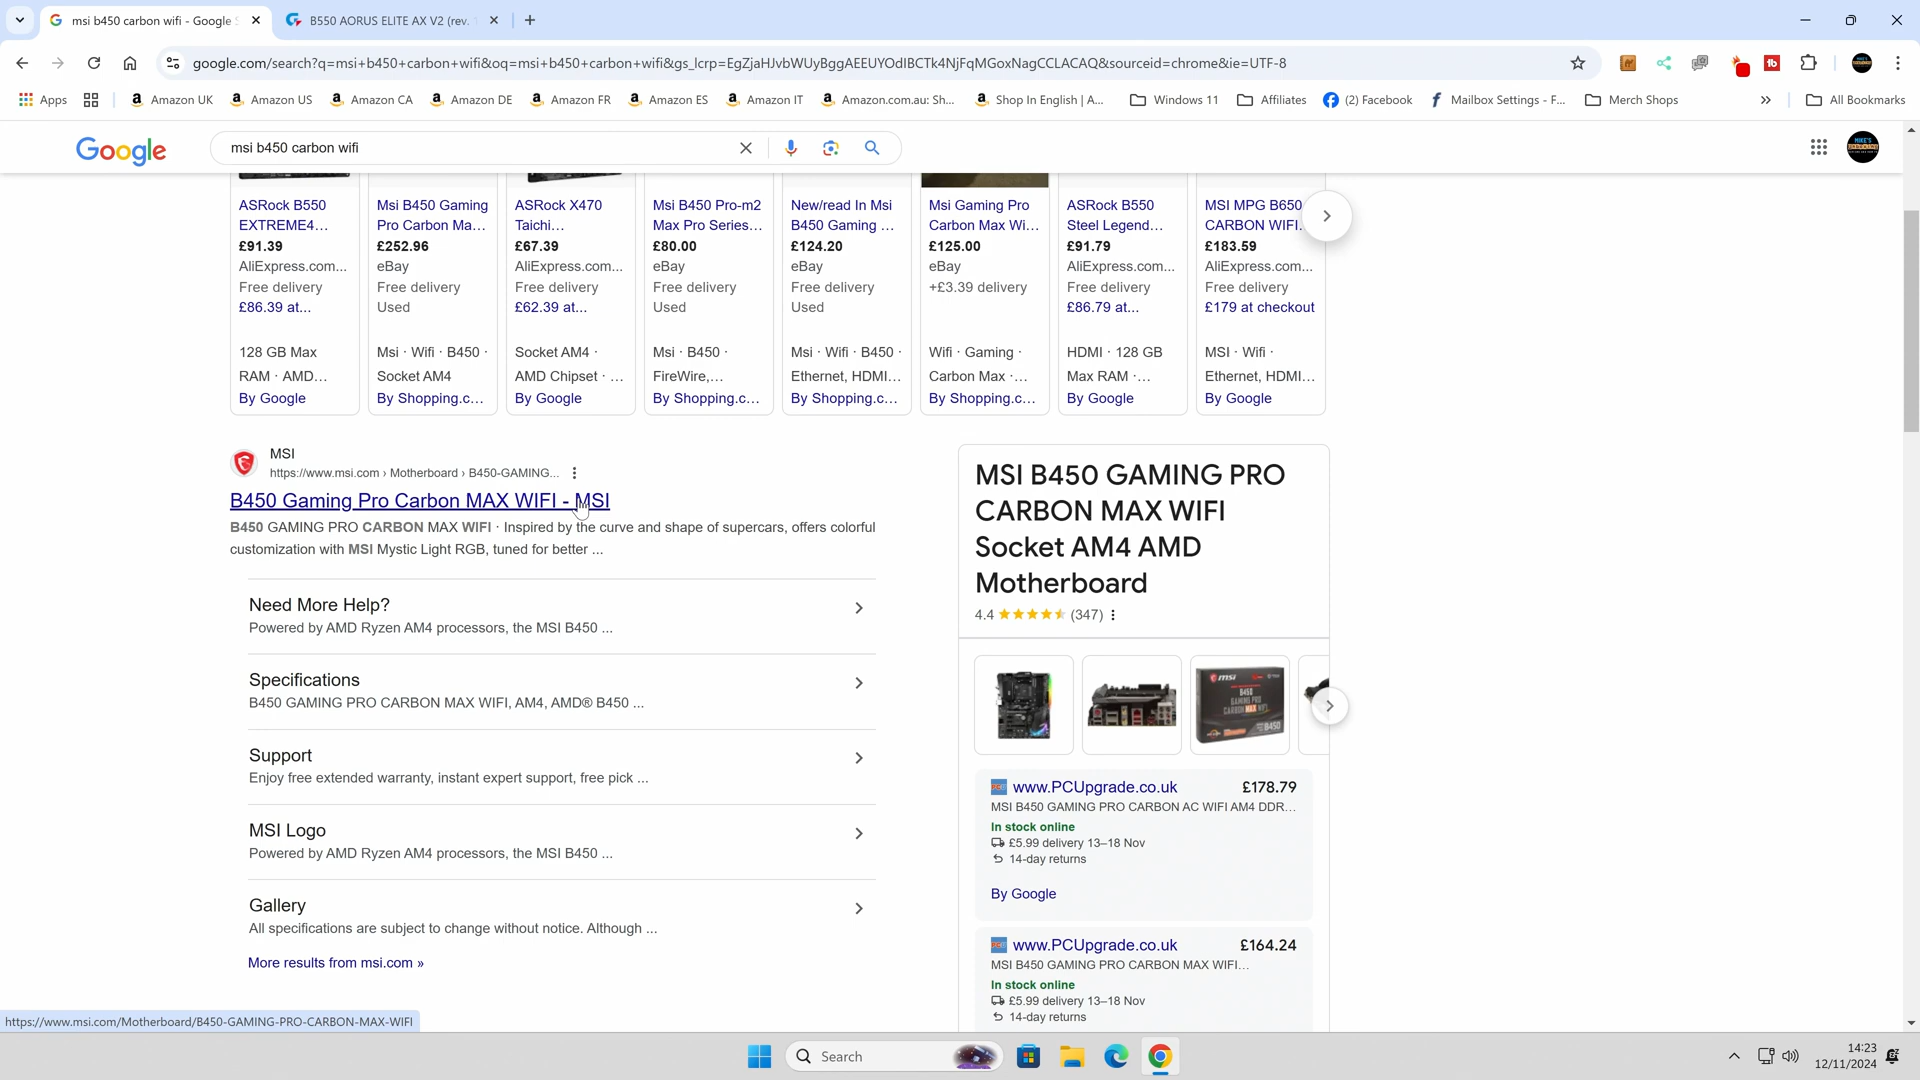 msi b450 carbon wifi - Google S
B550 AORUS ELITE AX V2 (rev.
google.com/search?q=msi+b450+carbon+wifi&oq=msi+b450+carbon+wifi&gs_lcrp=EgZjaHJvbWUyBggAEEUYOdIBCTk4NjFqMGoxNagCCLACAQ&sourceid=chrome&ie=UTF-8
Apps
Amazon UK
Amazon US
Amazon CA
Amazon DE
Amazon FR
Amazon ES
Amazon IT
Amazon.com.au: Sh...
Shop In English | A...
Windows 11
Affiliates
(2) Facebook
Mailbox Settings - F...
Merch Shops
All Bookmarks
Google
msi b450 carbon wifi
ASRock B550
EXTREME4...
£91.39
AliExpress.com...
Free delivery
£86.39 at...
128 GB Max
RAM · AMD...
By Google
Msi B450 Gaming
Pro Carbon Ma...
£252.96
eBay
Free delivery
Used
Msi · Wifi · B450 ·
Socket AM4
By Shopping.c...
ASRock X470
Taichi...
£67.39
AliExpress.com...
Free delivery
£62.39 at...
Socket AM4 ·
AMD Chipset · ...
By Google
Msi B450 Pro-m2
Max Pro Series...
£80.00
eBay
Free delivery
Used
Msi · B450 ·
FireWire,...
By Shopping.c...
New/read In Msi
B450 Gaming ...
£124.20
eBay
Free delivery
Used
Msi · Wifi · B450 ·
Ethernet, HDMI...
By Shopping.c...
Msi Gaming Pro
Carbon Max Wi...
£125.00
eBay
+£3.39 delivery
Wifi · Gaming ·
Carbon Max ·...
By Shopping.c...
ASRock B550
Steel Legend...
£91.79
AliExpress.com...
Free delivery
£86.79 at...
HDMI · 128 GB
Max RAM ·...
By Google
MSI MPG B650
CARBON WIFI...
£183.59
AliExpress.com...
Free delivery
£179 at checkout
MSI · Wifi ·
Ethernet, HDMI...
By Google
MSI
https://www.msi.com › Motherboard › B450-GAMING...
B450 Gaming Pro Carbon MAX WIFI - MSI
B450 GAMING PRO CARBON MAX WIFI · Inspired by the curve and shape of supercars, offers colorful
customization with MSI Mystic Light RGB, tuned for better ...
Need More Help?
Powered by AMD Ryzen AM4 processors, the MSI B450 ...
Specifications
B450 GAMING PRO CARBON MAX WIFI, AM4, AMD® B450 ...
Support
Enjoy free extended warranty, instant expert support, free pick ...
MSI Logo
Powered by AMD Ryzen AM4 processors, the MSI B450 ...
Gallery
All specifications are subject to change without notice. Although ...
More results from msi.com »
MSI B450 GAMING PRO
CARBON MAX WIFI
Socket AM4 AMD
Motherboard
4.4 (347)
www.PCUpgrade.co.uk £178.79
MSI B450 GAMING PRO CARBON AC WIFI AM4 DDR...
In stock online
£5.99 delivery 13–18 Nov
14-day returns
By Google
www.PCUpgrade.co.uk £164.24
MSI B450 GAMING PRO CARBON MAX WIFI...
In stock online
£5.99 delivery 13–18 Nov
14-day returns
https://www.msi.com/Motherboard/B450-GAMING-PRO-CARBON-MAX-WIFI
Search
14:23
12/11/2024